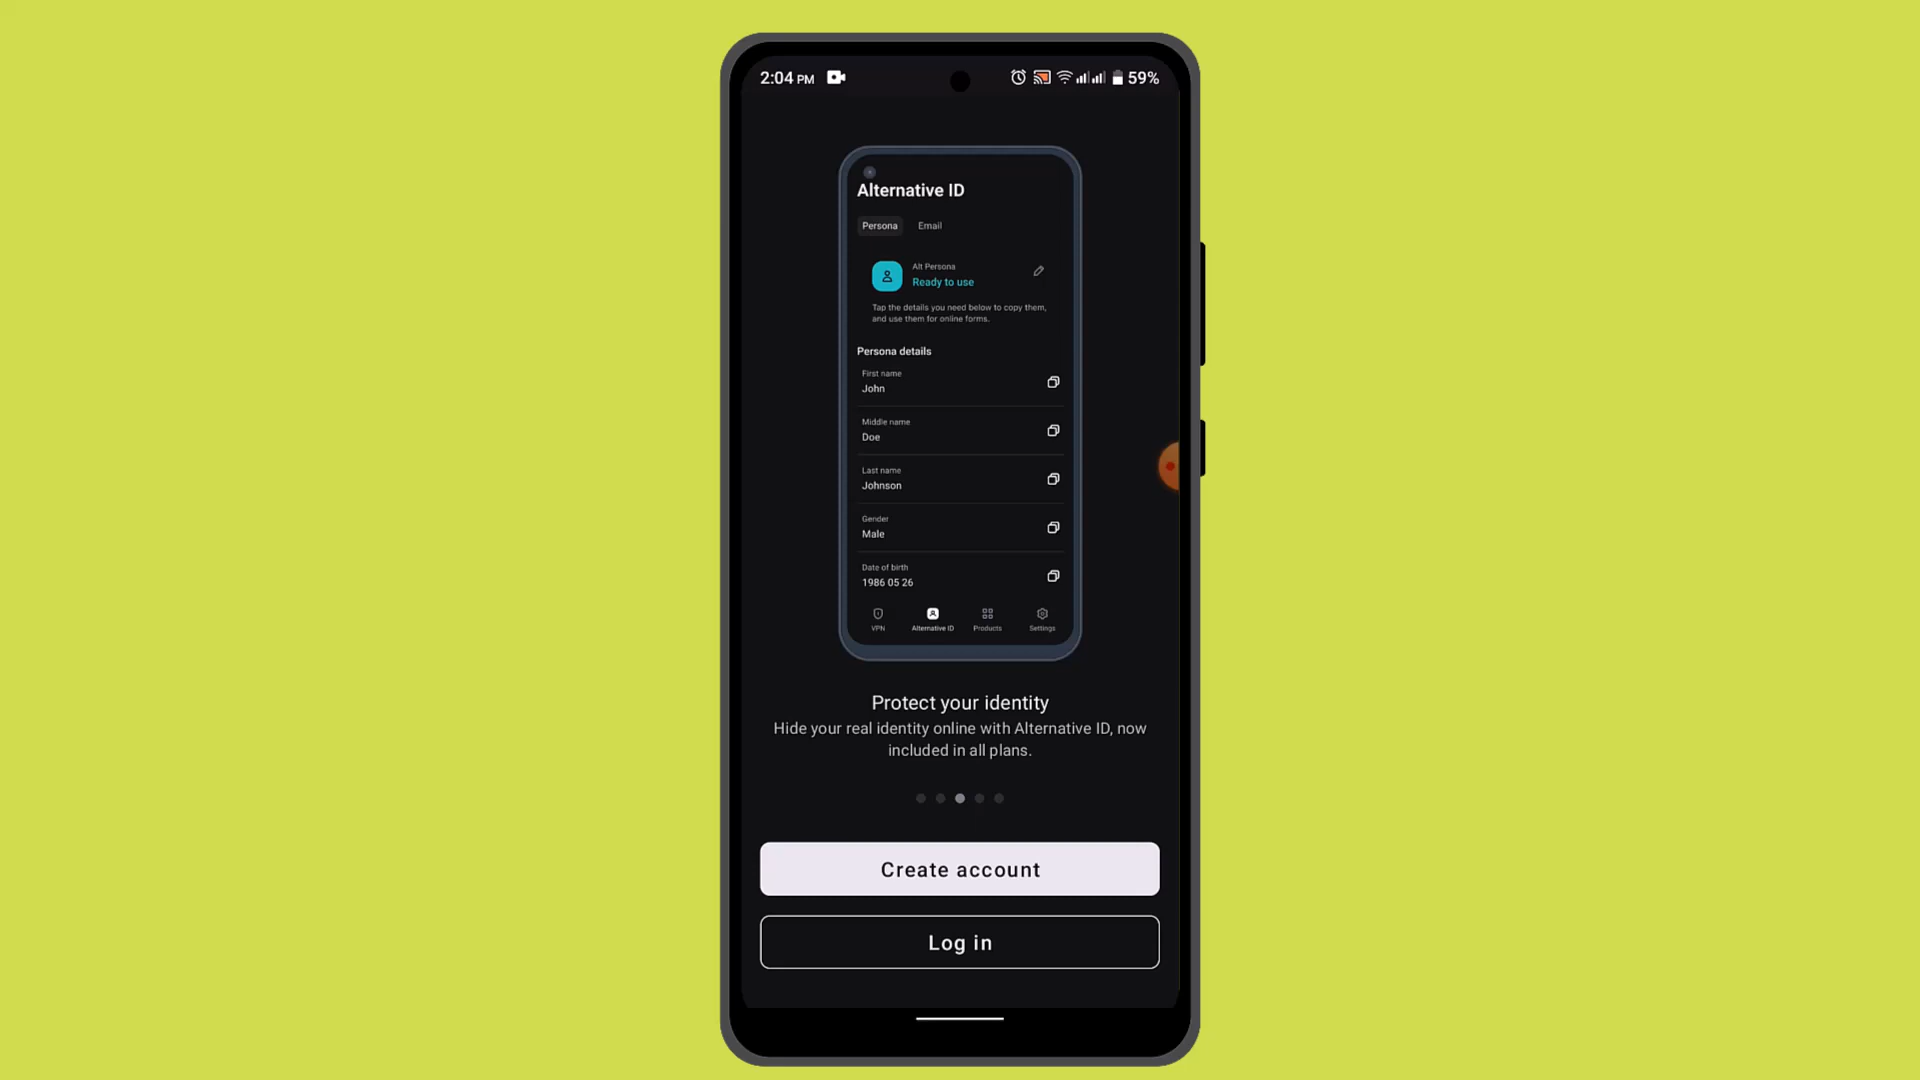 2:04 PM 59%
Alternative ID
Persona Email
Alt Persona
Ready to use
Tap the details you need below to copy them,
and use them for online forms.
Persona details
First name
John
Middle name
Doe
Last name
Johnson
Gender
Male
Date of birth
1986 05 26
VPN Alternative ID Products Settings
Protect your identity
Hide your real identity online with Alternative ID, now
included in all plans.
Create account
Log in